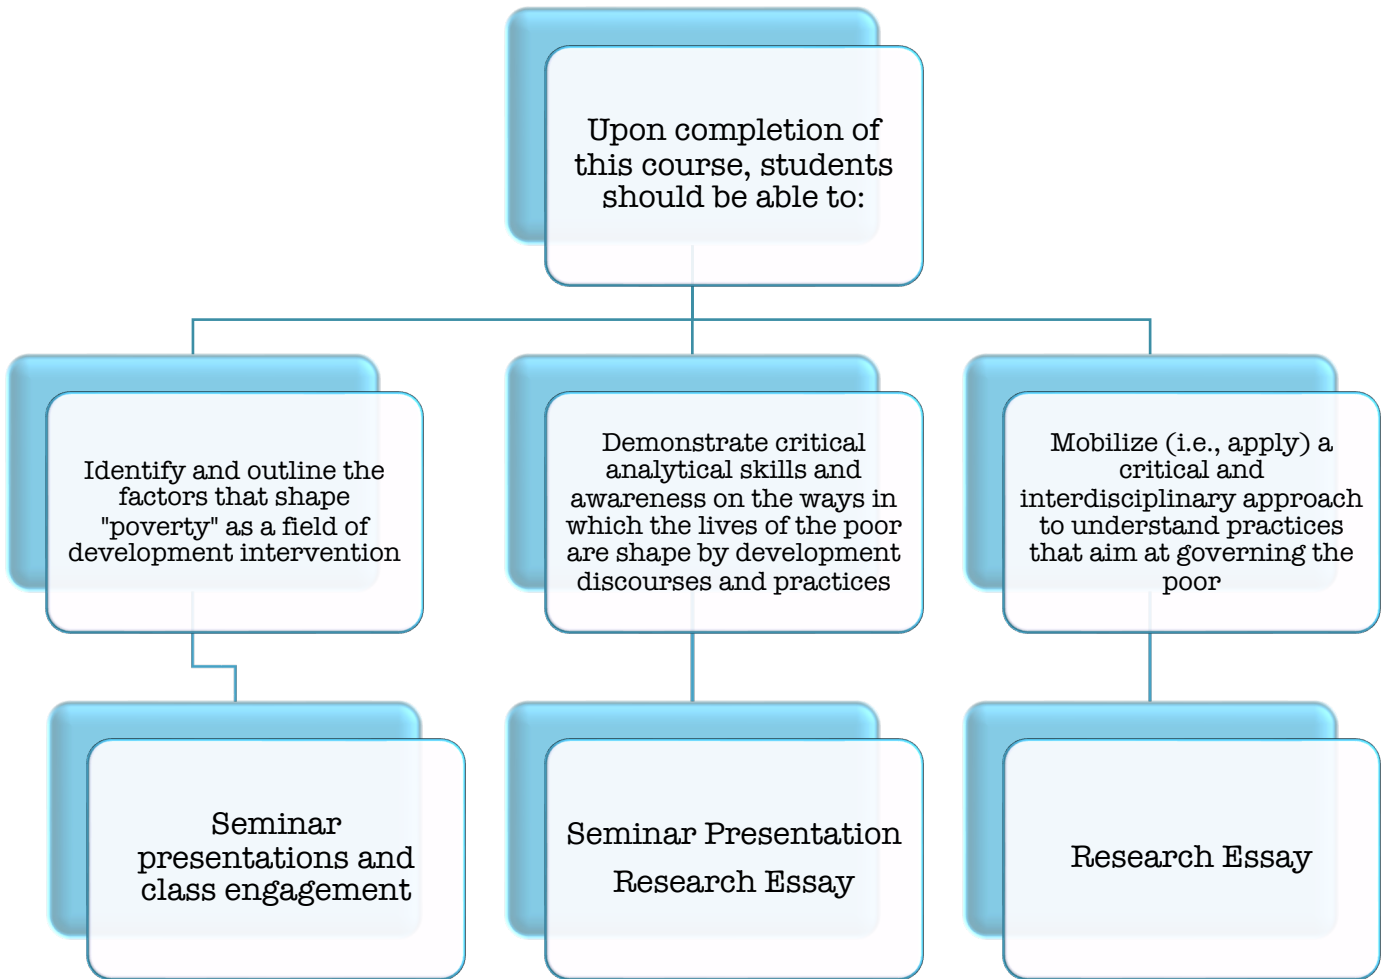 Upon completion of
this course, students
should be able to:
Identify and outline the
factors that shape
"poverty" as a field of
development intervention
Demonstrate critical
analytical skills and
awareness on the ways in
which the lives of the poor
are shape by development
discourses and practices
Mobilize (i.e., apply) a
critical and
interdisciplinary approach
to understand practices
that aim at governing the
poor
Seminar
presentations and
class engagement
Seminar Presentation
Research Essay
Research Essay